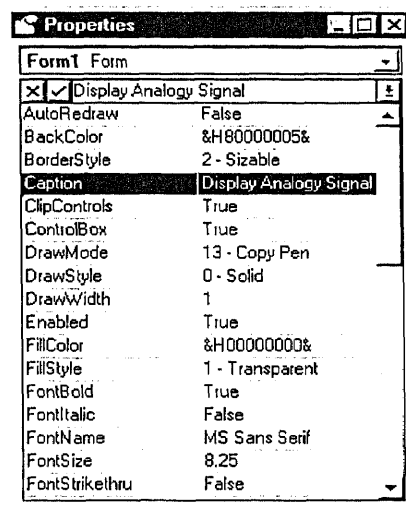 Properties
Form1 Form
Display Analogy Signal
AutoRedraw False
BackColor &H80000005&
BorderStyle 2 - Sizable
Caption Display Analogy Signal
ClipControls True
ControlBox True
DrawMode 13 - Copy Pen
DrawStyle 0 - Solid
DrawWidth 1
Enabled True
FillColor &H00000000&
FillStyle 1 - Transparent
FontBold True
FontItalic False
FontName MS Sans Serif
FontSize 8.25
FontStrikethru False